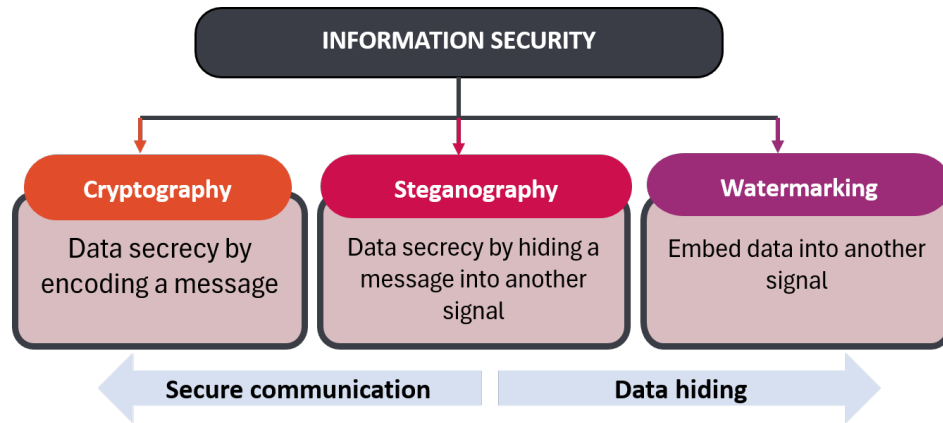 INFORMATION SECURITY
Cryptography
Data secrecy by
encoding a message
Steganography
Data secrecy by hiding a
message into another
signal
Watermarking
Embed data into another
signal
Secure communication
Data hiding